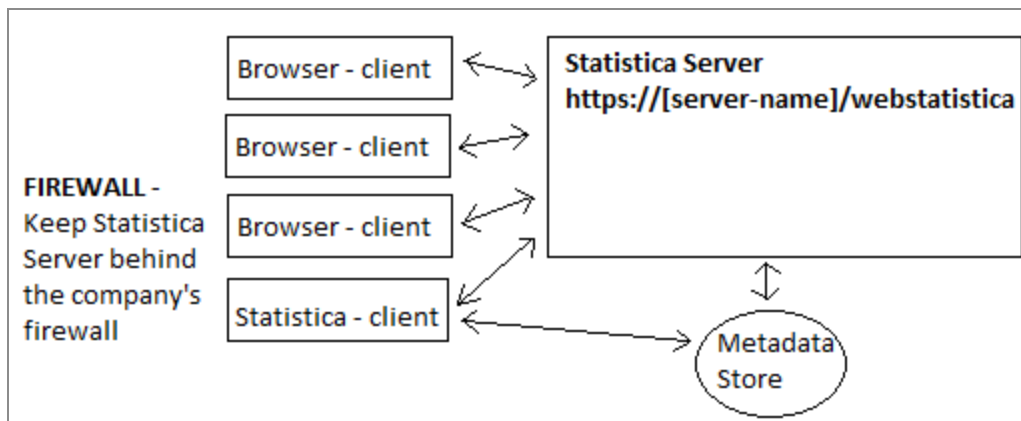 FIREWALL -
Keep Statistica
Server behind
the company's
firewall
Browser - client
Browser - client
Browser - client
Statistica - client
Statistica Server
https://[server-name]/webstatistica
Metadata
Store